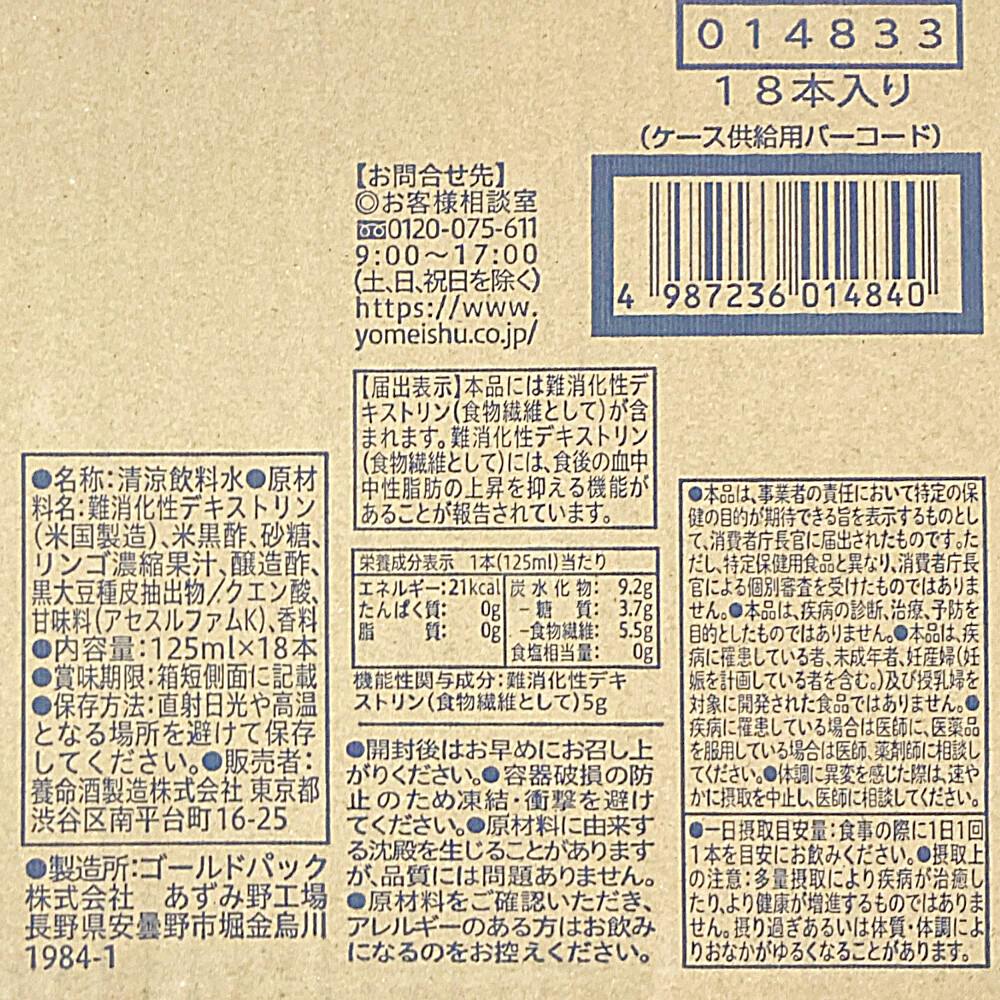 014833
18本入り
(ケース供給用バーコード)
4 987236 014840
【お問合せ先】
◎お客様相談室
0120-075-611
9:00~17:00
(土、日、祝日を除く)
https://www.
yomeishu.co.jp/
【届出表示】本品には難消化性デ
キストリン(食物繊維として)が含
まれます。難消化性デキストリン
(食物繊維として)には、食後の血中
中性脂肪の上昇を抑える機能が
あることが報告されています。
●名称:清涼飲料水●原材
料名:難消化性デキストリン
(米国製造)、米黒酢、砂糖、
リンゴ濃縮果汁、醸造酢、
黒大豆種皮抽出物/クエン酸、
甘味料(アセスルファムK)、香料
●内容量:125ml×18本
●賞味期限:箱短側面に記載
●保存方法:直射日光や高温
となる場所を避けて保存
してください。●販売者:
養命酒製造株式会社 東京都
渋谷区南平台町16-25
●製造所:ゴールドパック
株式会社 あずみ野工場
長野県安曇野市堀金烏川
1984-1
栄養成分表示 1本(125ml)当たり
エネルギー:21kcal
たんぱく質: 0g
脂 質: 0g
炭水化物: 9.2g
-糖 質: 3.7g
-食物繊維: 5.5g
食塩相当量: 0g
機能性関与成分:難消化性デキ
ストリン(食物繊維として)5g
●開封後はお早めにお召し上
がりください。●容器破損の防
止のため凍結・衝撃を避け
てください。●原材料に由来す
る沈殿を生じることがあります
が、品質には問題ありません。
●原材料をご確認いただき、
アレルギーのある方はお飲み
になるのをお控えください。
●本品は、事業者の責任において特定の保
健の目的が期待できる旨を表示するものとし
て、消費者庁長官に届出されたものです。た
だし、特定保健用食品と異なり、消費者庁長
官による個別審査を受けたものではありま
せん。●本品は、疾病の診断、治療、予防を
目的としたものではありません。●本品は、疾
病に罹患している者、未成年者、妊産婦(妊
娠を計画している者を含む。)及び授乳婦を
対象に開発された食品ではありません。●
疾病に罹患している場合は医師に、医薬品
を服用している場合は医師、薬剤師に相談し
てください。●体調に異変を感じた際は、速や
かに摂取を中止し、医師に相談してください。
●一日摂取目安量:食事の際に1日1回
1本を目安にお飲みください。●摂取上
の注意:多量摂取により疾病が治癒し
たり、より健康が増進するものではありま
せん。摂り過ぎあるいは体質・体調によ
りおなかがゆるくなることがあります。